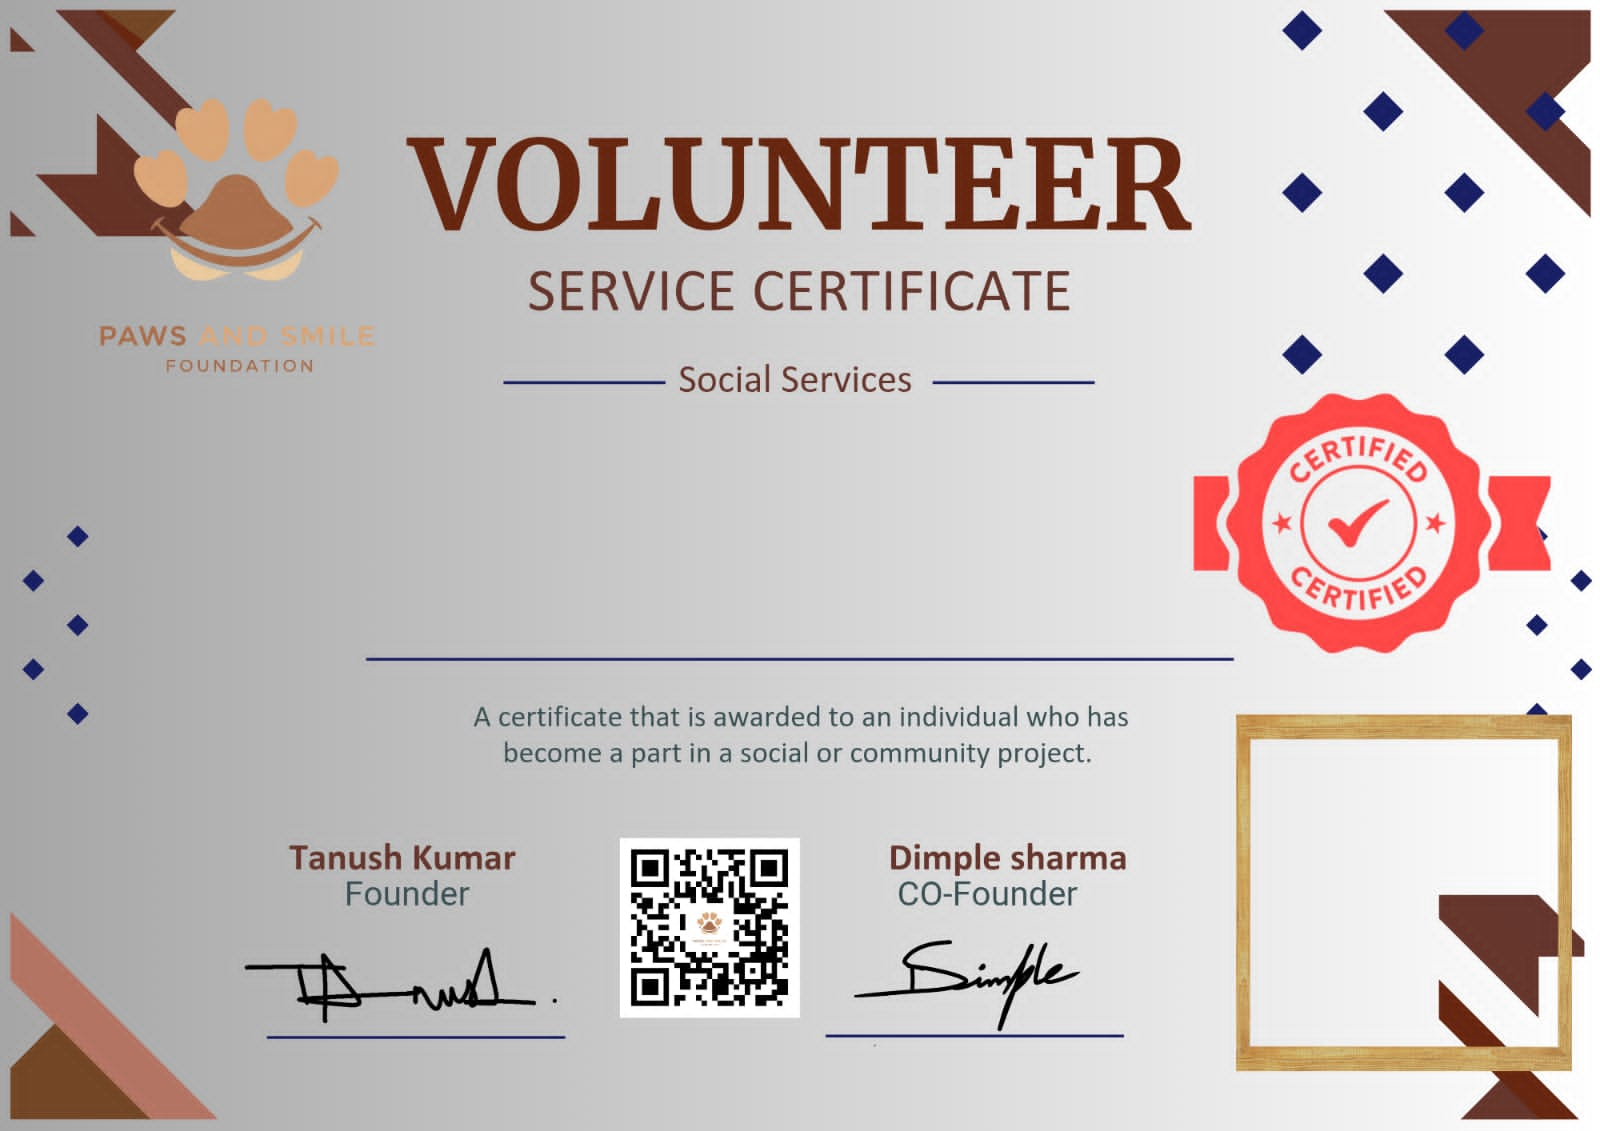 VOLUNTEER
SERVICE CERTIFICATE
PAWS AND SMILE
FOUNDATION
Social Services
CERTIFIED
CERTIFIED
A certificate that is awarded to an individual who has
become a part in a social or community project.
Tanush Kumar
Founder
Dimple sharma
CO-Founder
Dimple